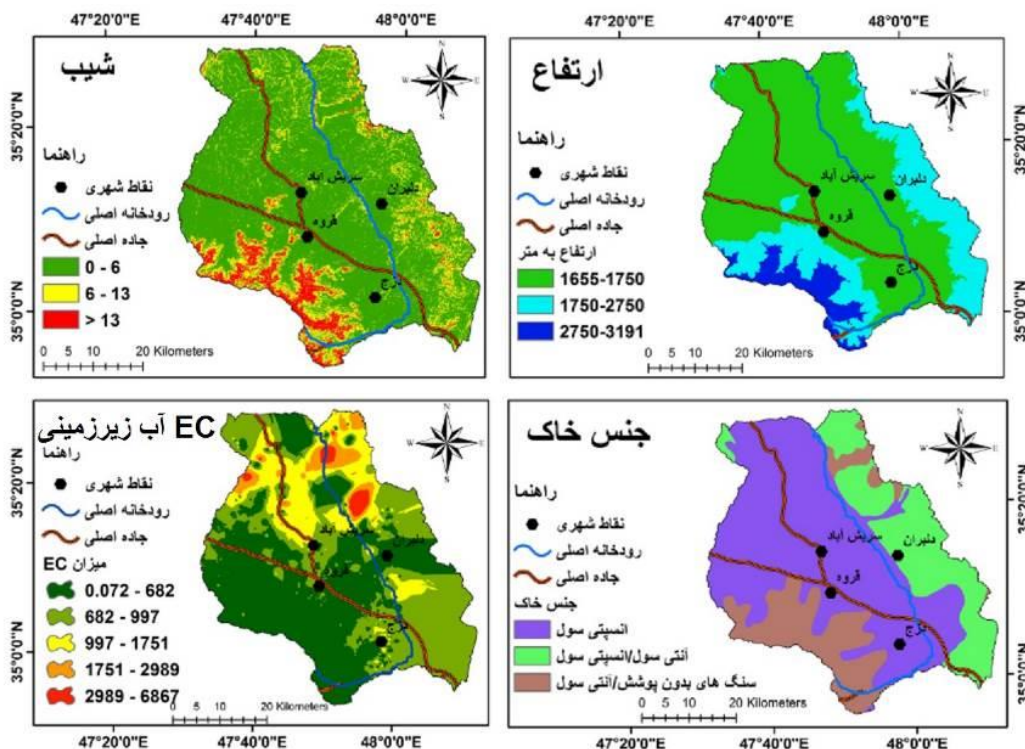 47°20'0"E 47°40'0"E 48°0'0"E
شیب
N
W E
S
35°20'0"N
35°0'0"N
راهنما
نقاط شهری
رودخانه اصلی
جاده اصلی
0 - 6
6 - 13
> 13
سریش آباد
دلبران
قروه
دزج
0 5 10 20 Kilometers
47°20'0"E 47°40'0"E 48°0'0"E
ارتفاع
N
W E
S
35°20'0"N
35°0'0"N
راهنما
نقاط شهری
رودخانه اصلی
جاده اصلی
ارتفاع به متر
1655-1750
1750-2750
2750-3191
سریش آباد
دلبران
قروه
دزج
0 5 10 20 Kilometers
EC آب زیرزمینی
N
W E
S
35°20'0"N
35°0'0"N
راهنما
نقاط شهری
رودخانه اصلی
جاده اصلی
میزان EC
0.072 - 682
682 - 997
997 - 1751
1751 - 2989
2989 - 6867
سریش آباد
دلبران
قروه
دزج
0 5 10 20 Kilometers
47°20'0"E 47°40'0"E 48°0'0"E
جنس خاک
N
W E
S
35°20'0"N
35°0'0"N
راهنما
نقاط شهری
رودخانه اصلی
جاده اصلی
جنس خاک
انسپتی سول
آنتی سول/انسپتی سول
سنگ های بدون پوشش/آنتی سول
سریش آباد
دلبران
قروه
دزج
0 5 10 20 Kilometers
47°20'0"E 47°40'0"E 48°0'0"E